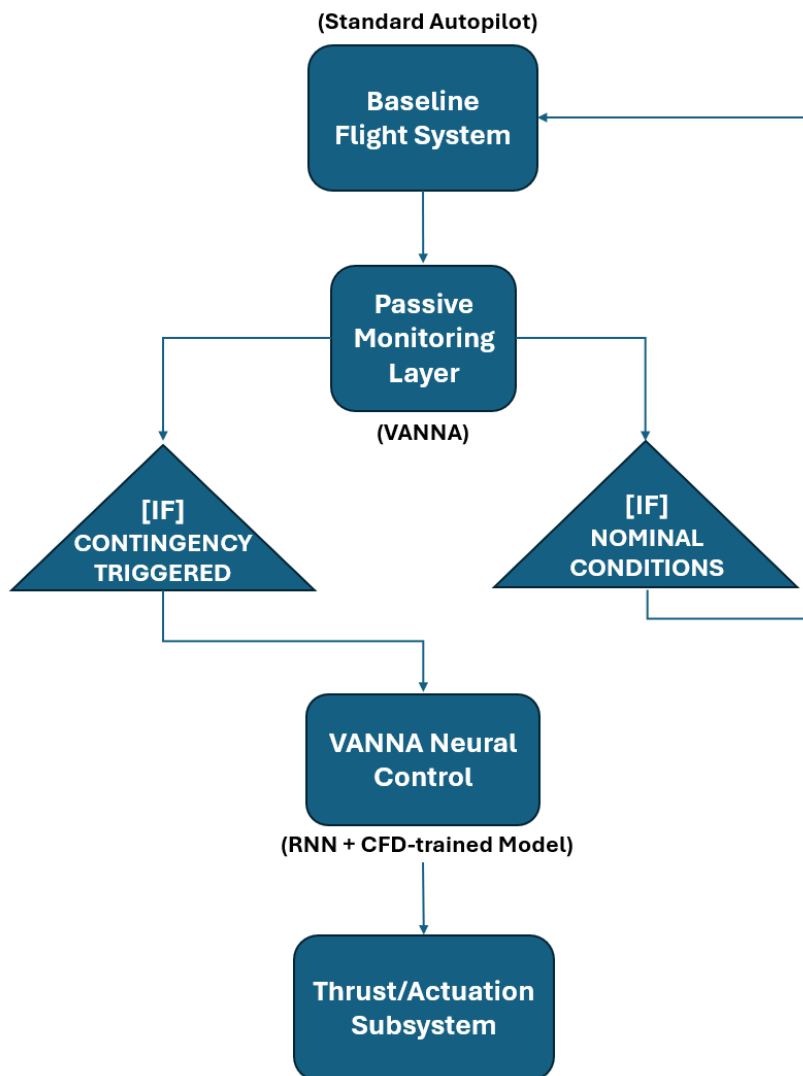 (Standard Autopilot)
Baseline
Flight System
Passive
Monitoring
Layer
(VANNA)
[IF]
CONTINGENCY
TRIGGERED
[IF]
NOMINAL
CONDITIONS
VANNA Neural
Control
(RNN + CFD-trained Model)
Thrust/Actuation
Subsystem